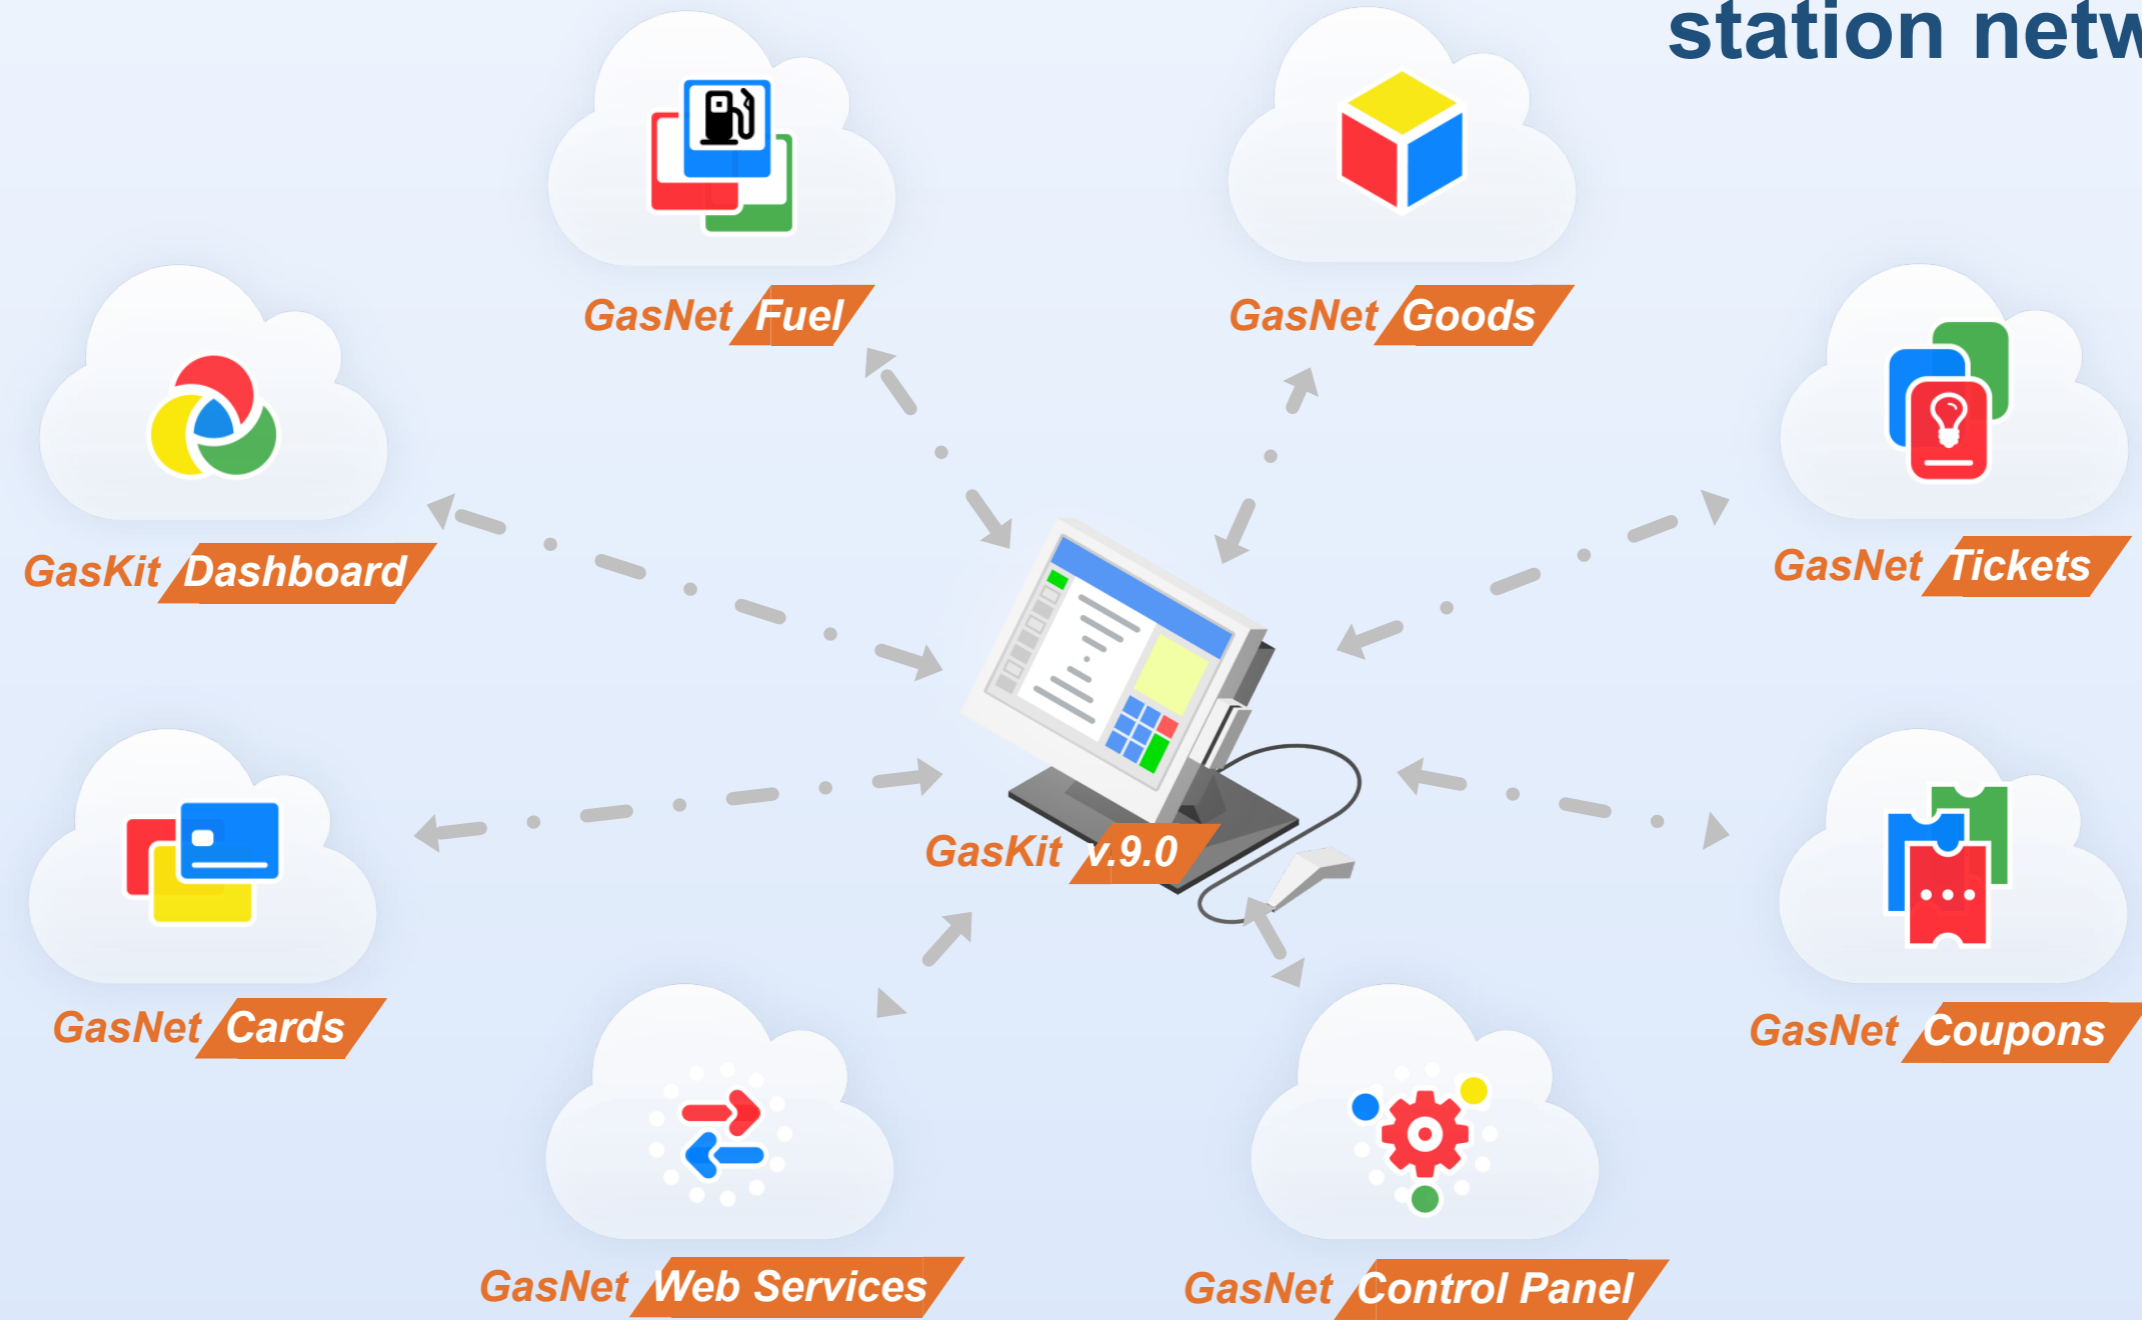 station netw
GasNet Fuel
GasNet Goods
GasKit Dashboard
GasNet Tickets
GasKit v.9.0
GasNet Cards
GasNet Coupons
GasNet Web Services
GasNet Control Panel